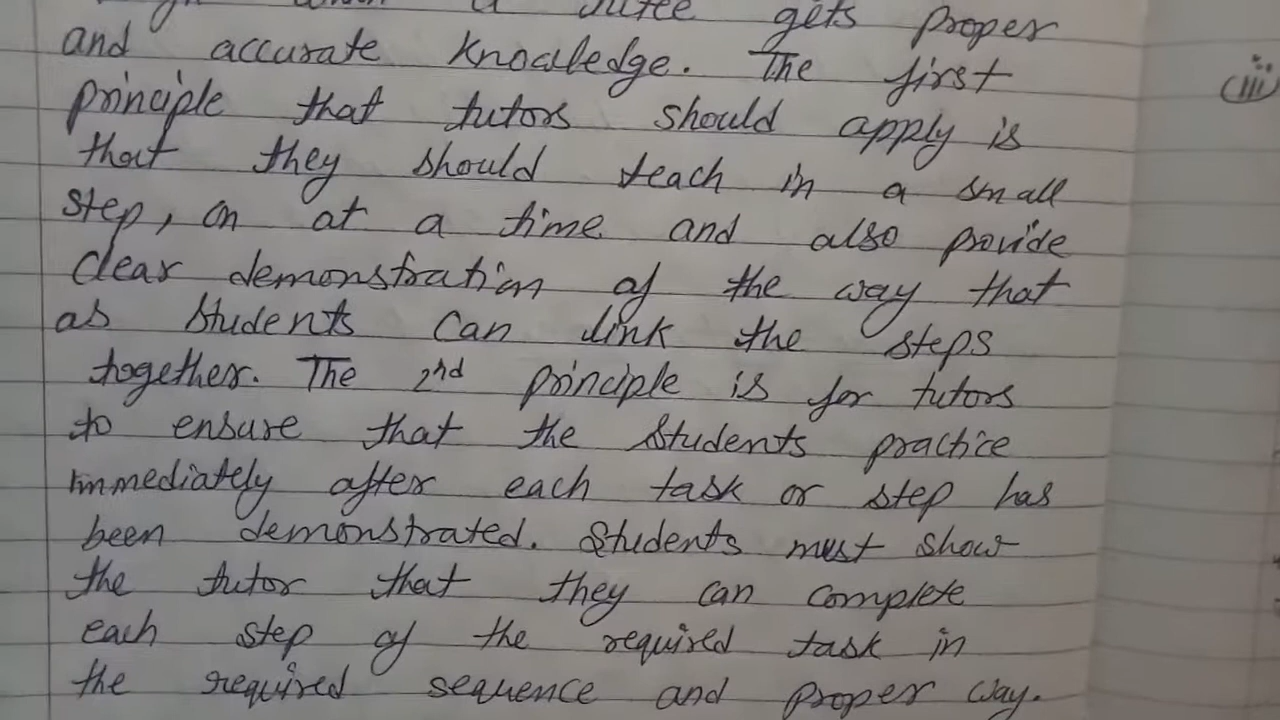 a tutee gets proper
and accurate knowledge. The first
principle that tutors should apply is
that they should teach in a small
step, on at a time and also provide
clear demonstration of the way that
as students can link the steps
together. The 2nd principle is for tutors
to ensure that the students practice
immediately after each task or step has
been demonstrated. Students must show
the tutor that they can complete
each step of the required task in
the required sequence and proper way.